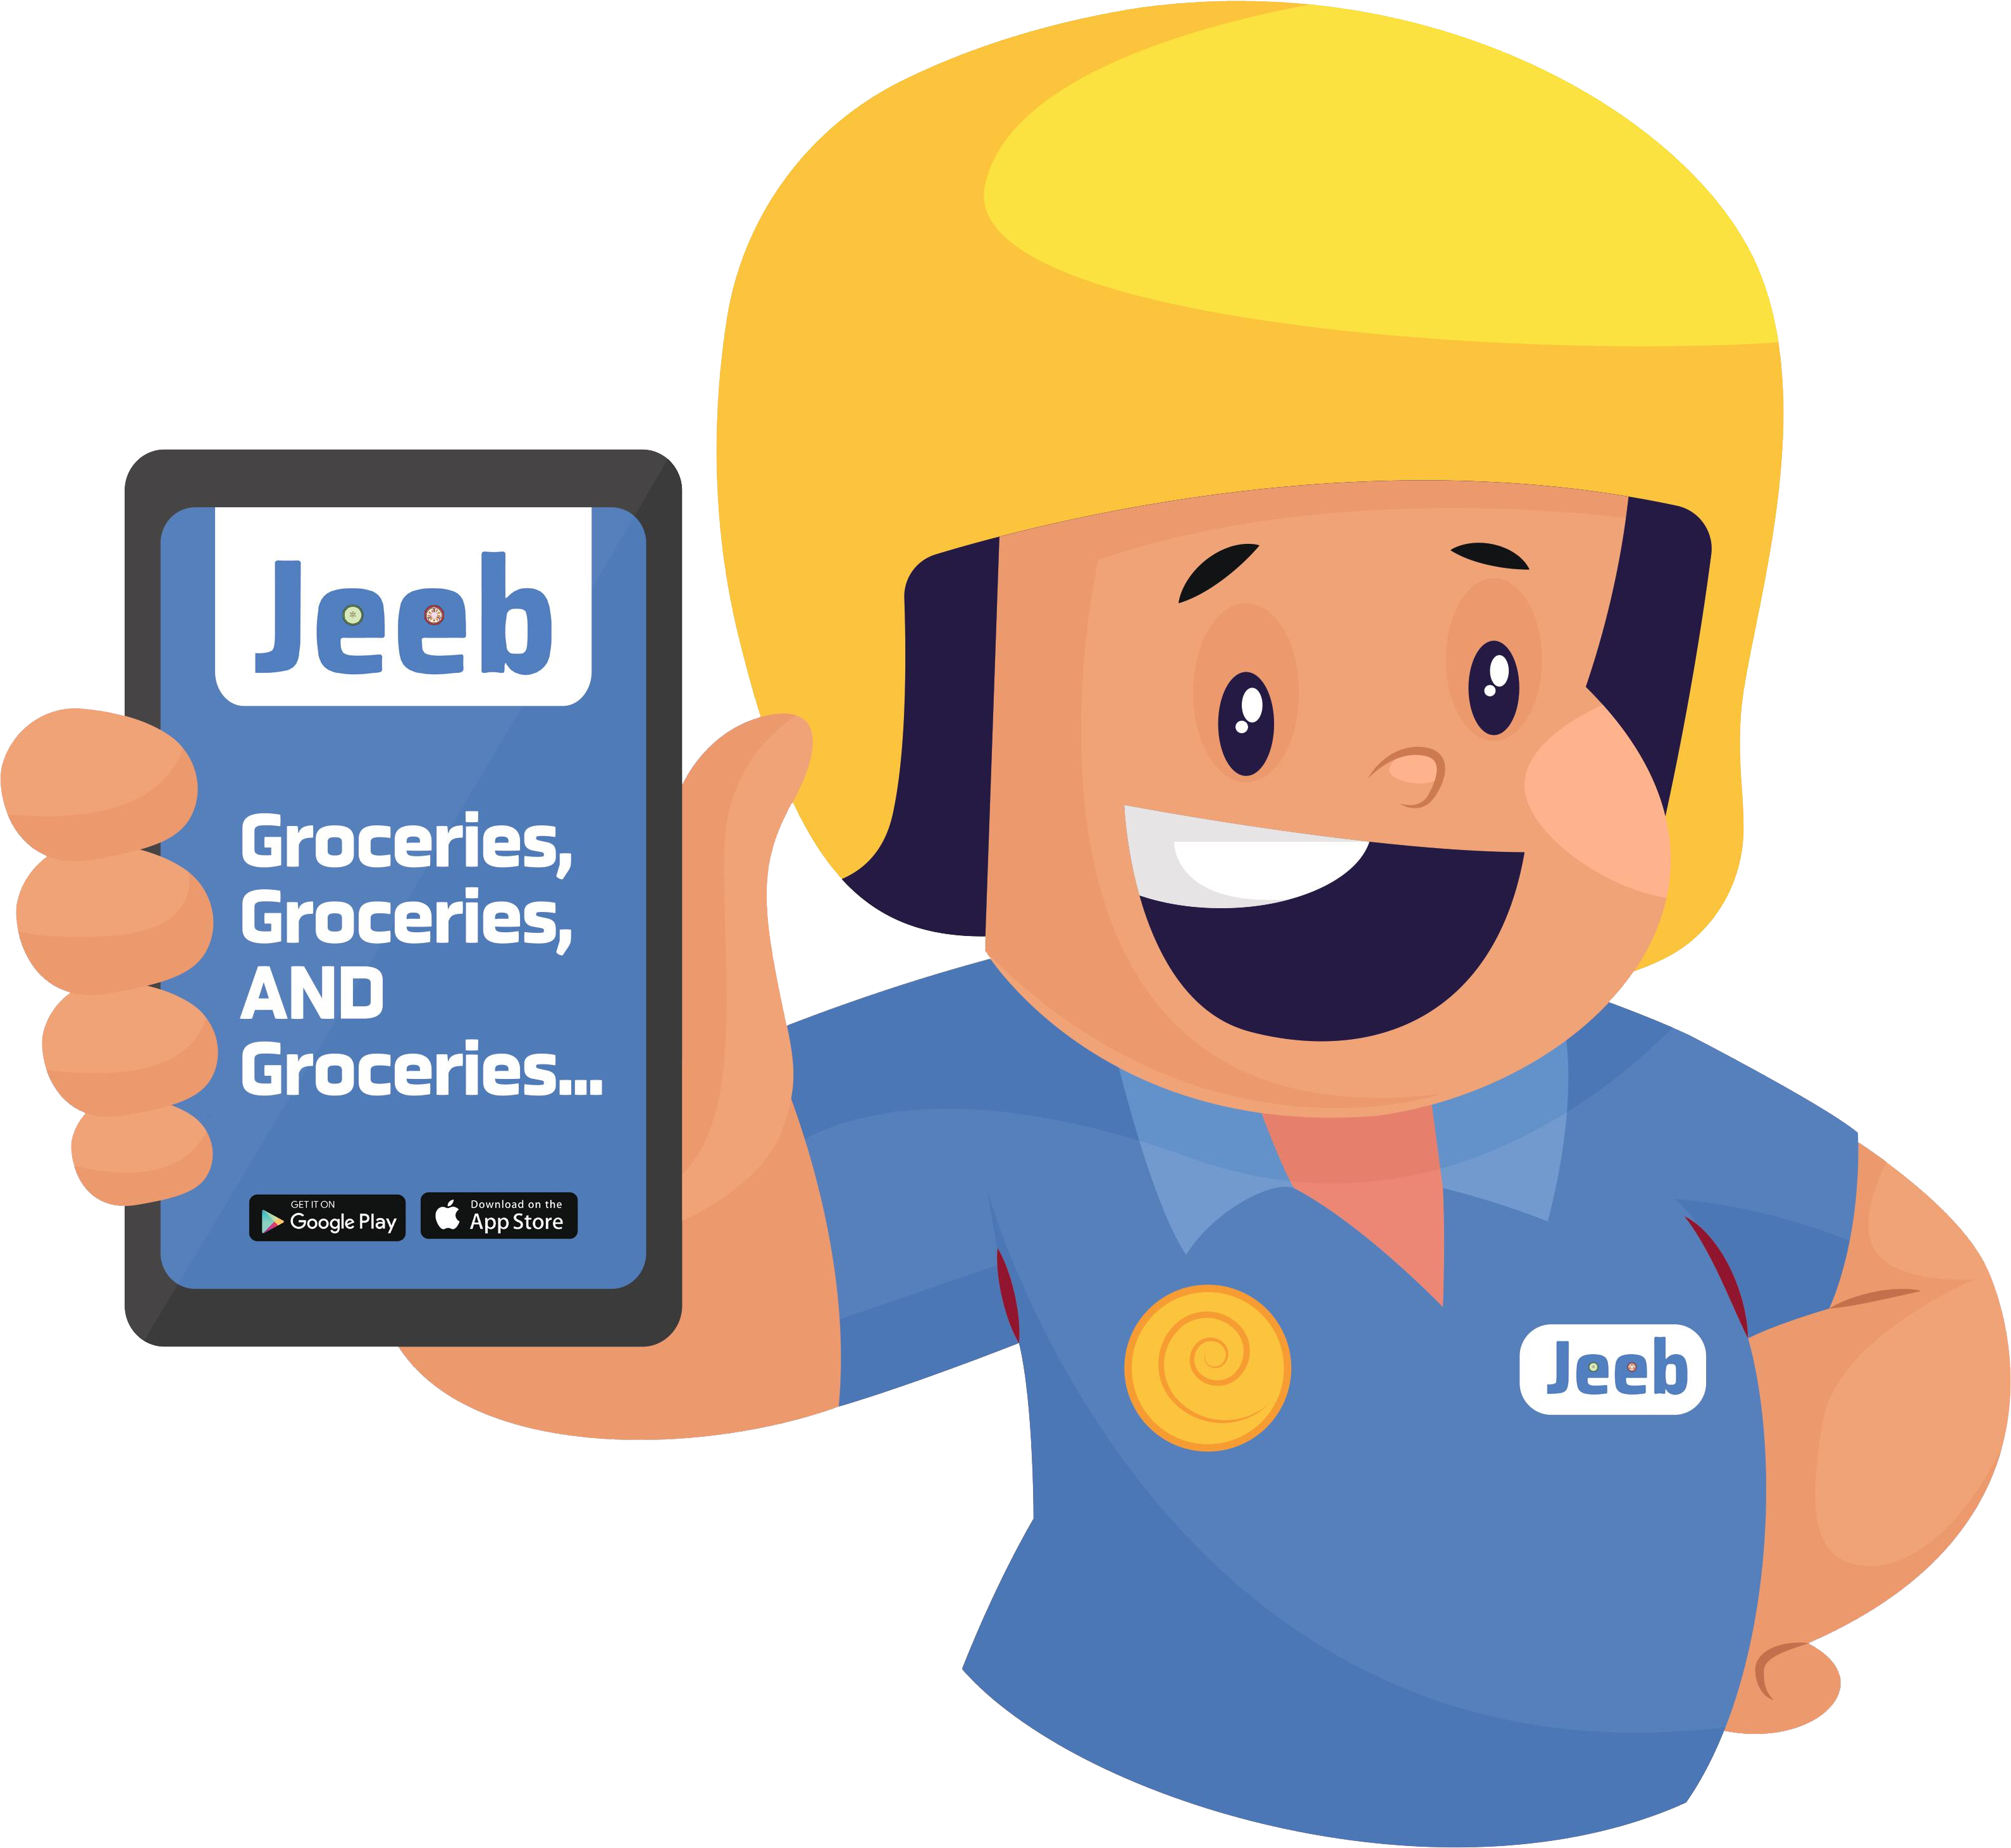 Jeeb
Groceries,
Groceries,
AND
Groceries...
GET IT ON
Google Play
Download on the
App Store
Jeeb